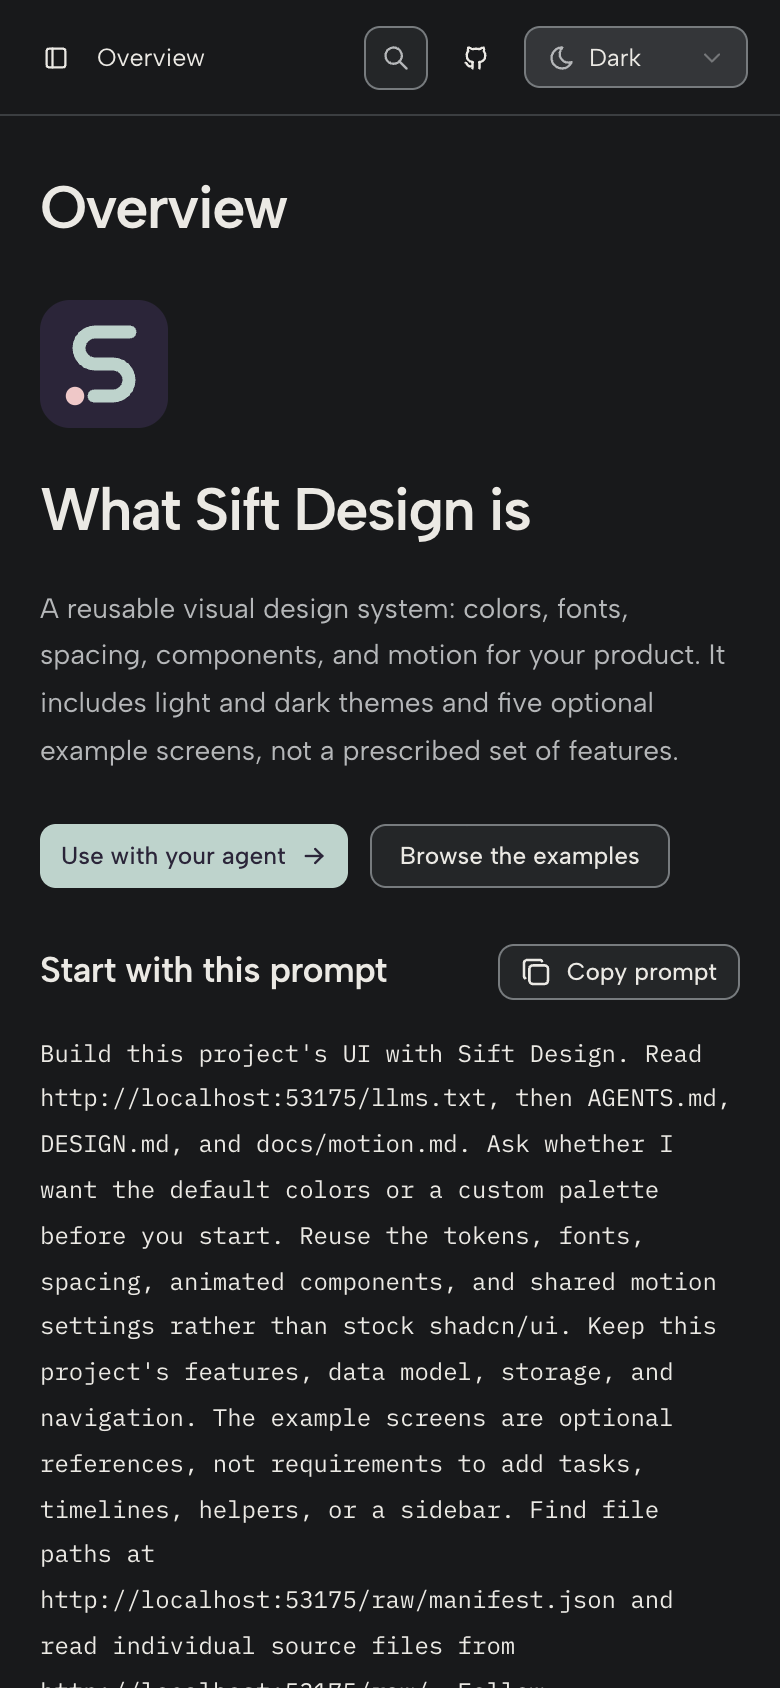 Overview
Dark
Overview
What Sift Design is
A reusable visual design system: colors, fonts,
spacing, components, and motion for your product. It
includes light and dark themes and five optional
example screens, not a prescribed set of features.
Use with your agent →
Browse the examples
Start with this prompt
Copy prompt
Build this project's UI with Sift Design. Read
http://localhost:53175/llms.txt, then AGENTS.md,
DESIGN.md, and docs/motion.md. Ask whether I
want the default colors or a custom palette
before you start. Reuse the tokens, fonts,
spacing, animated components, and shared motion
settings rather than stock shadcn/ui. Keep this
project's features, data model, storage, and
navigation. The example screens are optional
references, not requirements to add tasks,
timelines, helpers, or a sidebar. Find file
paths at
http://localhost:53175/raw/manifest.json and
read individual source files from